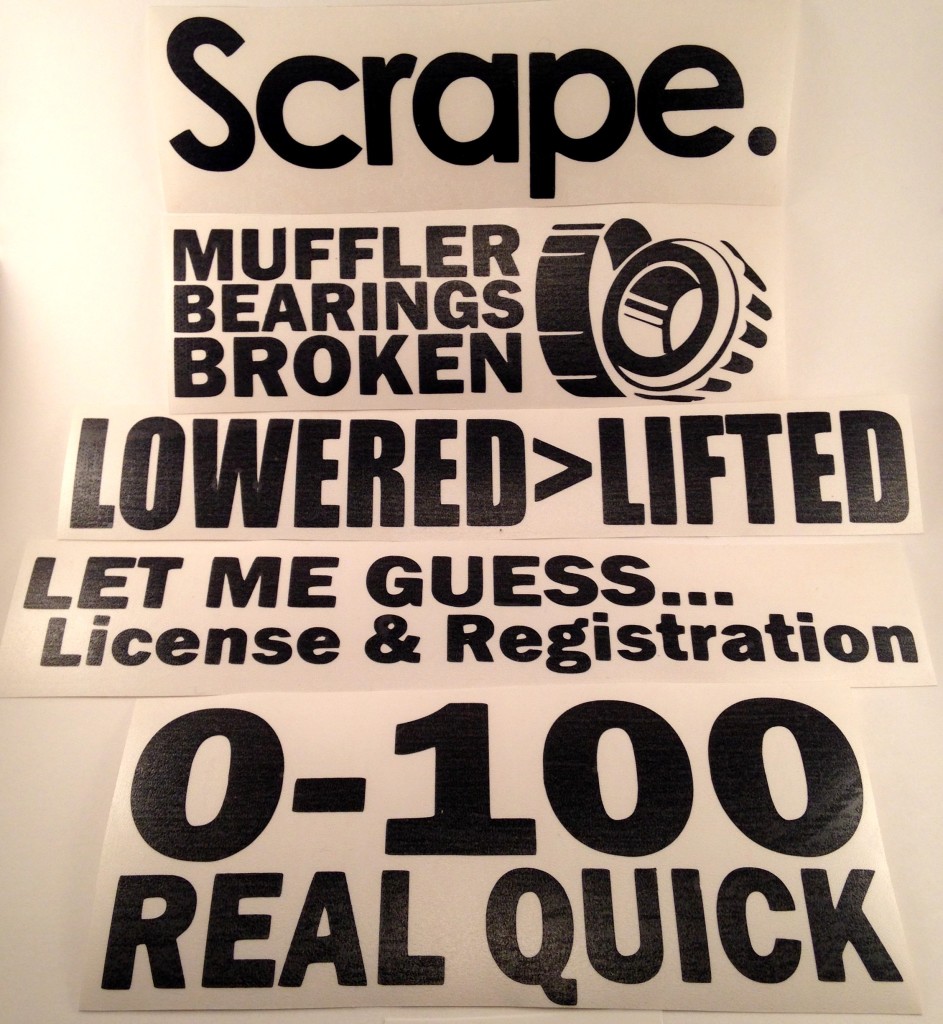 Scrape.
MUFFLER
BEARINGS
BROKEN
LOWERED>LIFTED
LET ME GUESS...
License & Registration
0-100
REAL QUICK